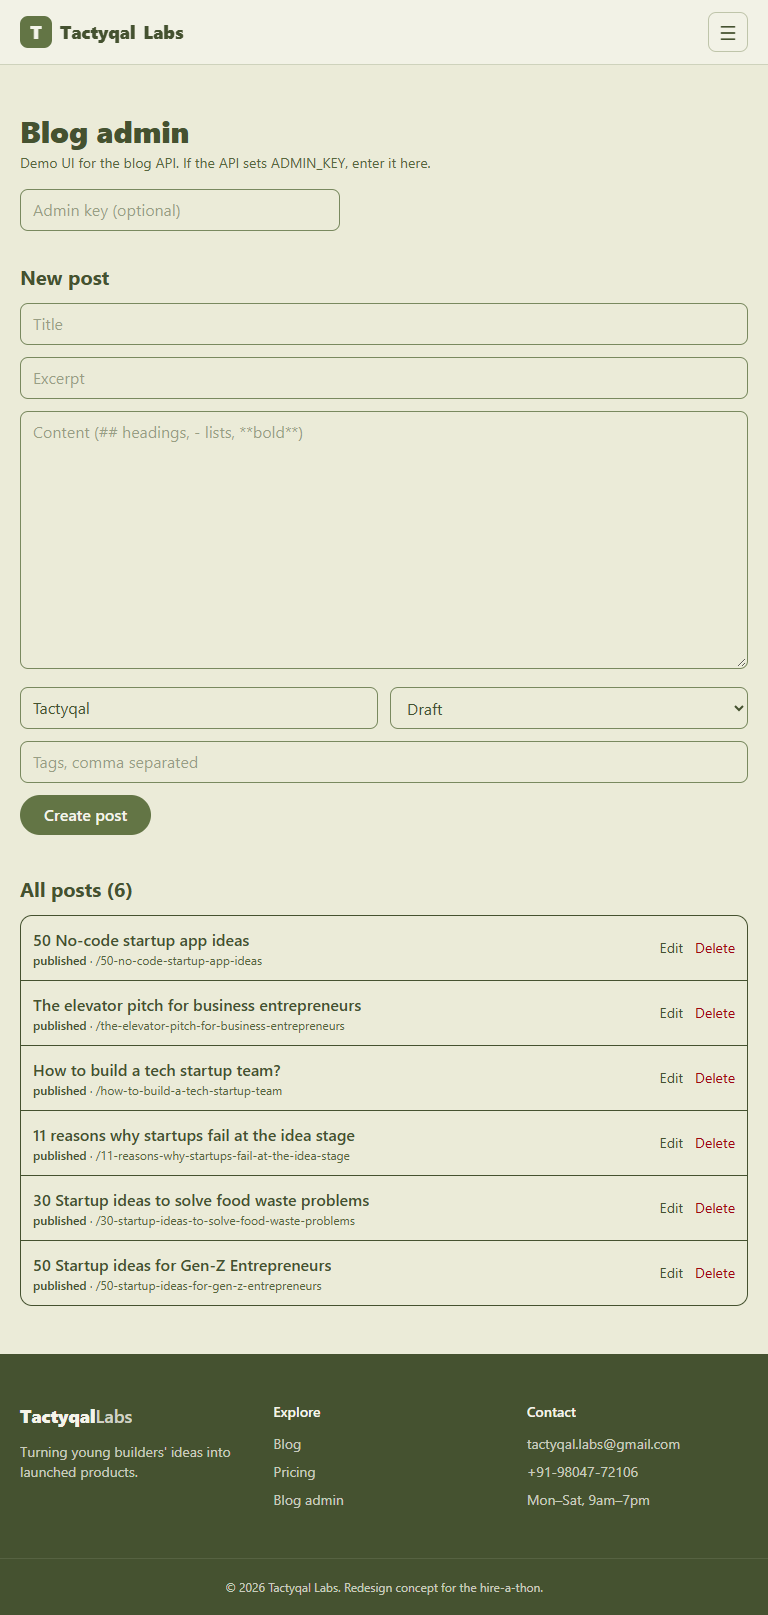 T Tactyqal Labs
☰
Blog admin
Demo UI for the blog API. If the API sets ADMIN_KEY, enter it here.
Admin key (optional)
New post
Title
Excerpt
Content (## headings, - lists, **bold**)
Tactyqal
Draft
Tags, comma separated
Create post
All posts (6)
50 No-code startup app ideas
published · /50-no-code-startup-app-ideas
Edit Delete
The elevator pitch for business entrepreneurs
published · /the-elevator-pitch-for-business-entrepreneurs
Edit Delete
How to build a tech startup team?
published · /how-to-build-a-tech-startup-team
Edit Delete
11 reasons why startups fail at the idea stage
published · /11-reasons-why-startups-fail-at-the-idea-stage
Edit Delete
30 Startup ideas to solve food waste problems
published · /30-startup-ideas-to-solve-food-waste-problems
Edit Delete
50 Startup ideas for Gen-Z Entrepreneurs
published · /50-startup-ideas-for-gen-z-entrepreneurs
Edit Delete
TactyqalLabs
Turning young builders' ideas into
launched products.
Explore
Blog
Pricing
Blog admin
Contact
tactyqal.labs@gmail.com
+91-98047-72106
Mon–Sat, 9am–7pm
© 2026 Tactyqal Labs. Redesign concept for the hire-a-thon.